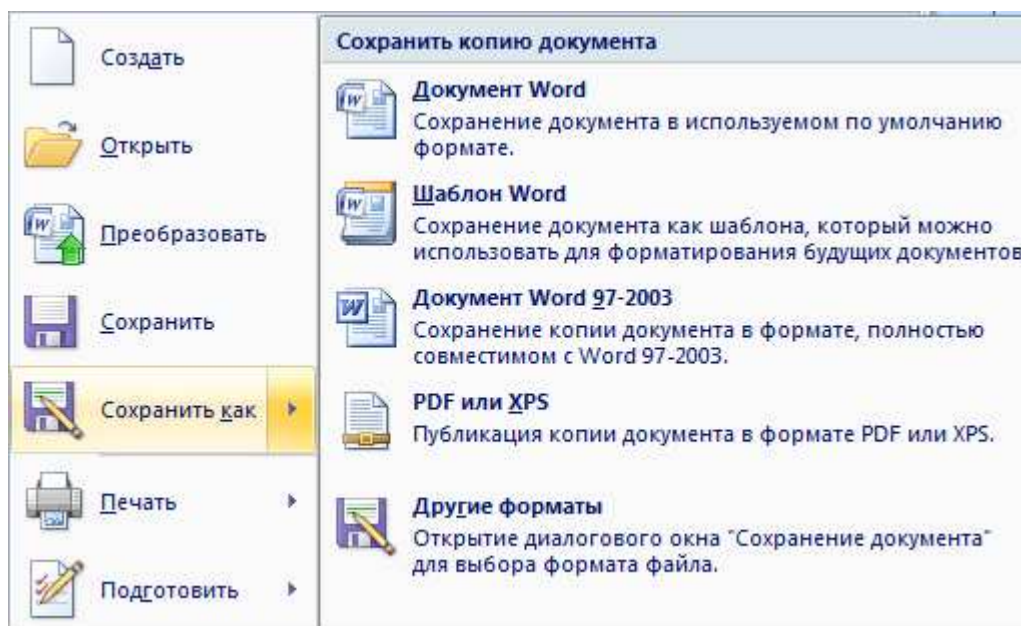 Создать
Открыть
Преобразовать
Сохранить
Сохранить как
Печать
Подготовить
Сохранить копию документа
Документ Word
Сохранение документа в используемом по умолчанию
формате.
Шаблон Word
Сохранение документа как шаблона, который можно
использовать для форматирования будущих документов
Документ Word 97-2003
Сохранение копии документа в формате, полностью
совместимом с Word 97-2003.
PDF или XPS
Публикация копии документа в формате PDF или XPS.
Другие форматы
Открытие диалогового окна "Сохранение документа"
для выбора формата файла.